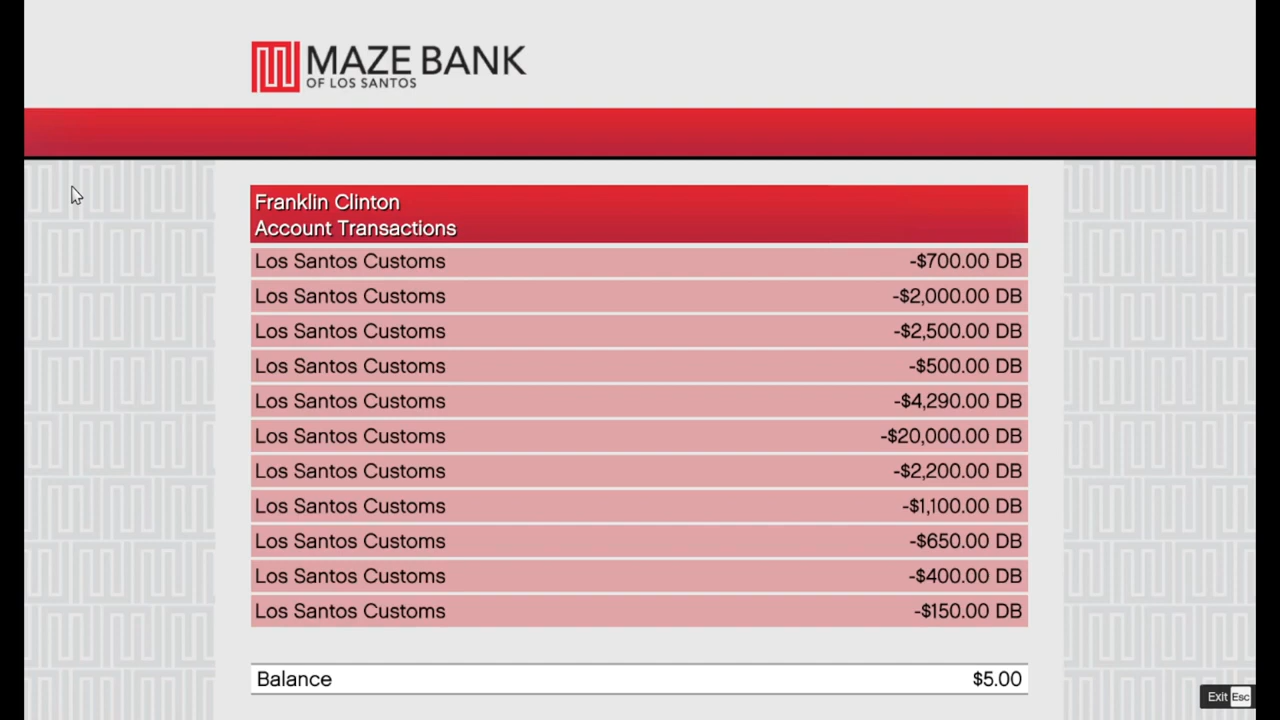 MAZE BANK
OF LOS SANTOS
Franklin Clinton
Account Transactions
Los Santos Customs -$700.00 DB
Los Santos Customs -$2,000.00 DB
Los Santos Customs -$2,500.00 DB
Los Santos Customs -$500.00 DB
Los Santos Customs -$4,290.00 DB
Los Santos Customs -$20,000.00 DB
Los Santos Customs -$2,200.00 DB
Los Santos Customs -$1,100.00 DB
Los Santos Customs -$650.00 DB
Los Santos Customs -$400.00 DB
Los Santos Customs -$150.00 DB
Balance $5.00
Exit Esc